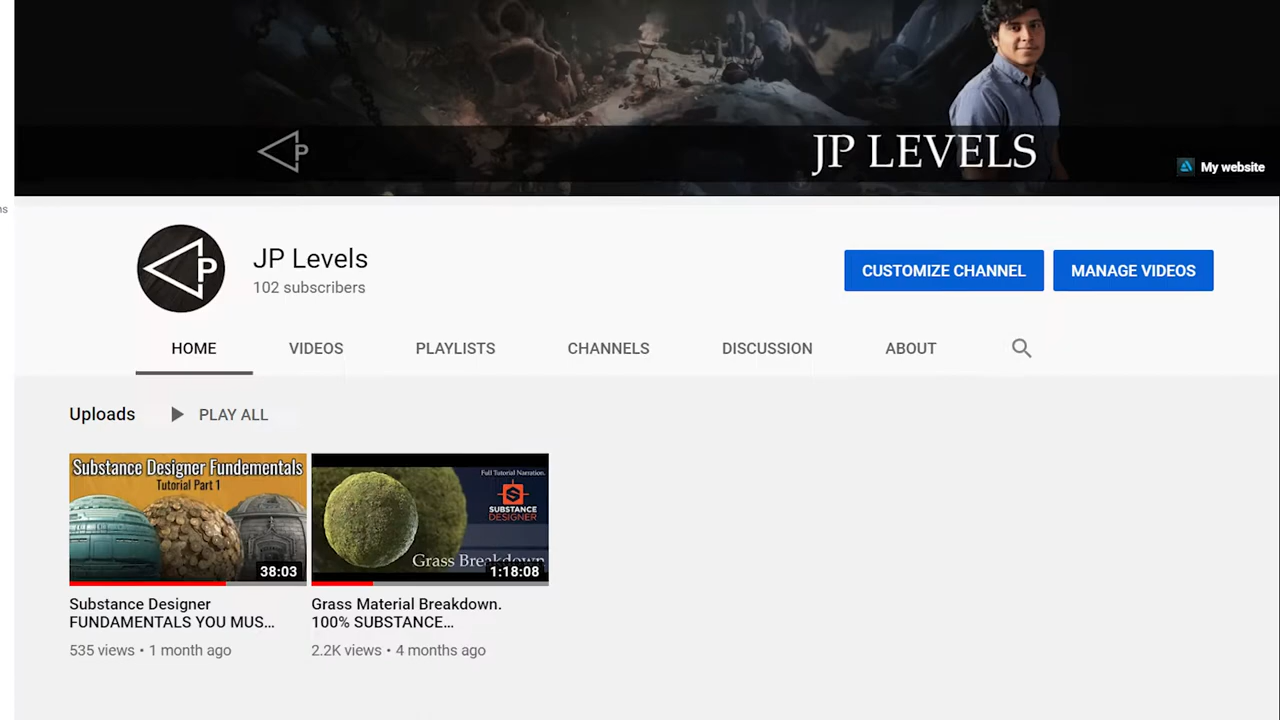 P
JP LEVELS
My website
ns
P
JP Levels
102 subscribers
CUSTOMIZE CHANNEL
MANAGE VIDEOS
HOME
VIDEOS
PLAYLISTS
CHANNELS
DISCUSSION
ABOUT
Uploads
PLAY ALL
Substance Designer Fundementals
Tutorial Part 1
38:03
Substance Designer
FUNDAMENTALS YOU MUS...
535 views • 1 month ago
Full Tutorial Narration.
SUBSTANCE
DESIGNER
Grass Breakdown
1:18:08
Grass Material Breakdown.
100% SUBSTANCE...
2.2K views • 4 months ago